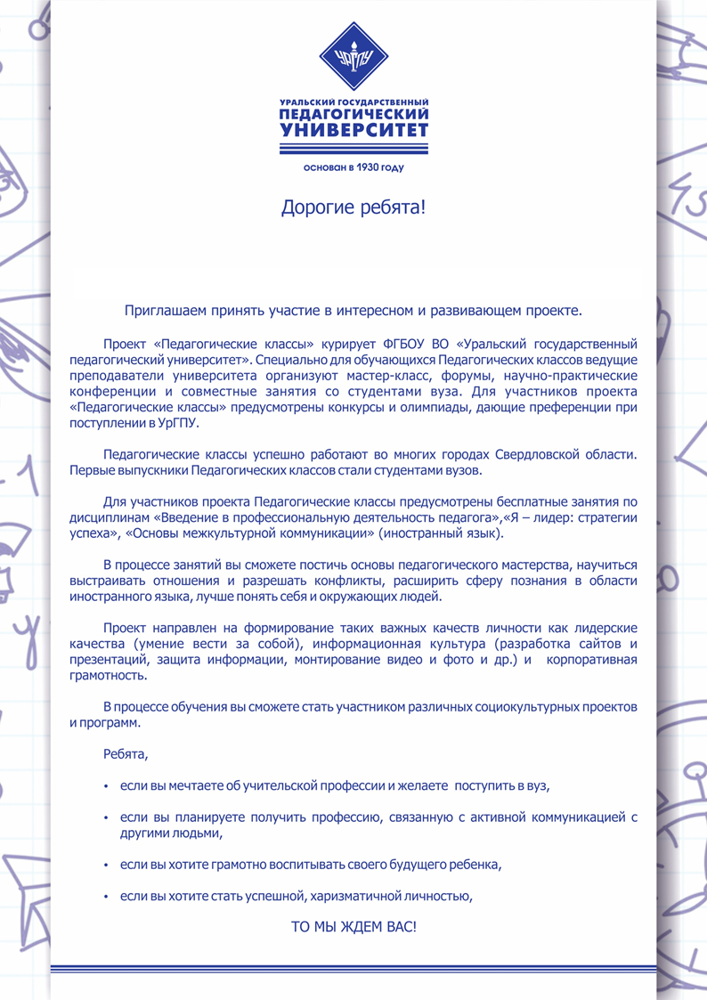 УрГПУ
УРАЛЬСКИЙ ГОСУДАРСТВЕННЫЙ
ПЕДАГОГИЧЕСКИЙ
УНИВЕРСИТЕТ
основан в 1930 году
Дорогие ребята!
Приглашаем принять участие в интересном и развивающем проекте.
Проект «Педагогические классы» курирует ФГБОУ ВО «Уральский государственный
педагогический университет». Специально для обучающихся Педагогических классов ведущие
преподаватели университета организуют мастер-класс, форумы, научно-практические
конференции и совместные занятия со студентами вуза. Для участников проекта
«Педагогические классы» предусмотрены конкурсы и олимпиады, дающие преференции при
поступлении в УрГПУ.
Педагогические классы успешно работают во многих городах Свердловской области.
Первые выпускники Педагогических классов стали студентами вузов.
Для участников проекта Педагогические классы предусмотрены бесплатные занятия по
дисциплинам «Введение в профессиональную деятельность педагога»,«Я – лидер: стратегии
успеха», «Основы межкультурной коммуникации» (иностранный язык).
В процессе занятий вы сможете постичь основы педагогического мастерства, научиться
выстраивать отношения и разрешать конфликты, расширить сферу познания в области
иностранного языка, лучше понять себя и окружающих людей.
Проект направлен на формирование таких важных качеств личности как лидерские
качества (умение вести за собой), информационная культура (разработка сайтов и
презентаций, защита информации, монтирование видео и фото и др.) и корпоративная
грамотность.
В процессе обучения вы сможете стать участником различных социокультурных проектов
и программ.
Ребята,
• если вы мечтаете об учительской профессии и желаете поступить в вуз,
• если вы планируете получить профессию, связанную с активной коммуникацией с
другими людьми,
• если вы хотите грамотно воспитывать своего будущего ребенка,
• если вы хотите стать успешной, харизматичной личностью,
ТО МЫ ЖДЕМ ВАС!